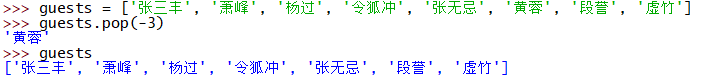 >>> guests = ['张三丰', '萧峰', '杨过', '令狐冲', '张无忌', '黄蓉', '段誉', '虚竹']
>>> guests.pop(-3)
'黄蓉'
>>> guests
['张三丰', '萧峰', '杨过', '令狐冲', '张无忌', '段誉', '虚竹']